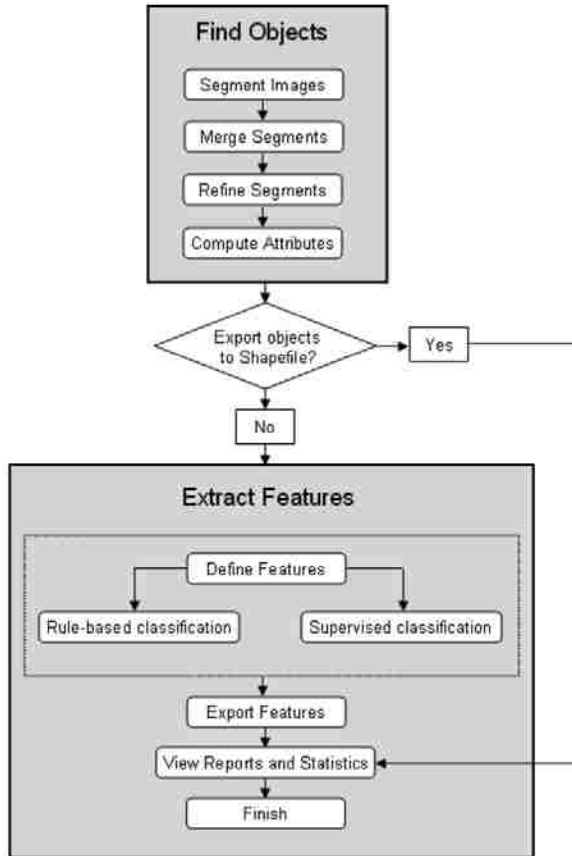 Find Objects
Segment Images
Merge Segments
Refine Segments
Compute Attributes
Export objects
to Shapefile?
Yes
No
Extract Features
Define Features
Rule-based classification
Supervised classification
Export Features
View Reports and Statistics
Finish